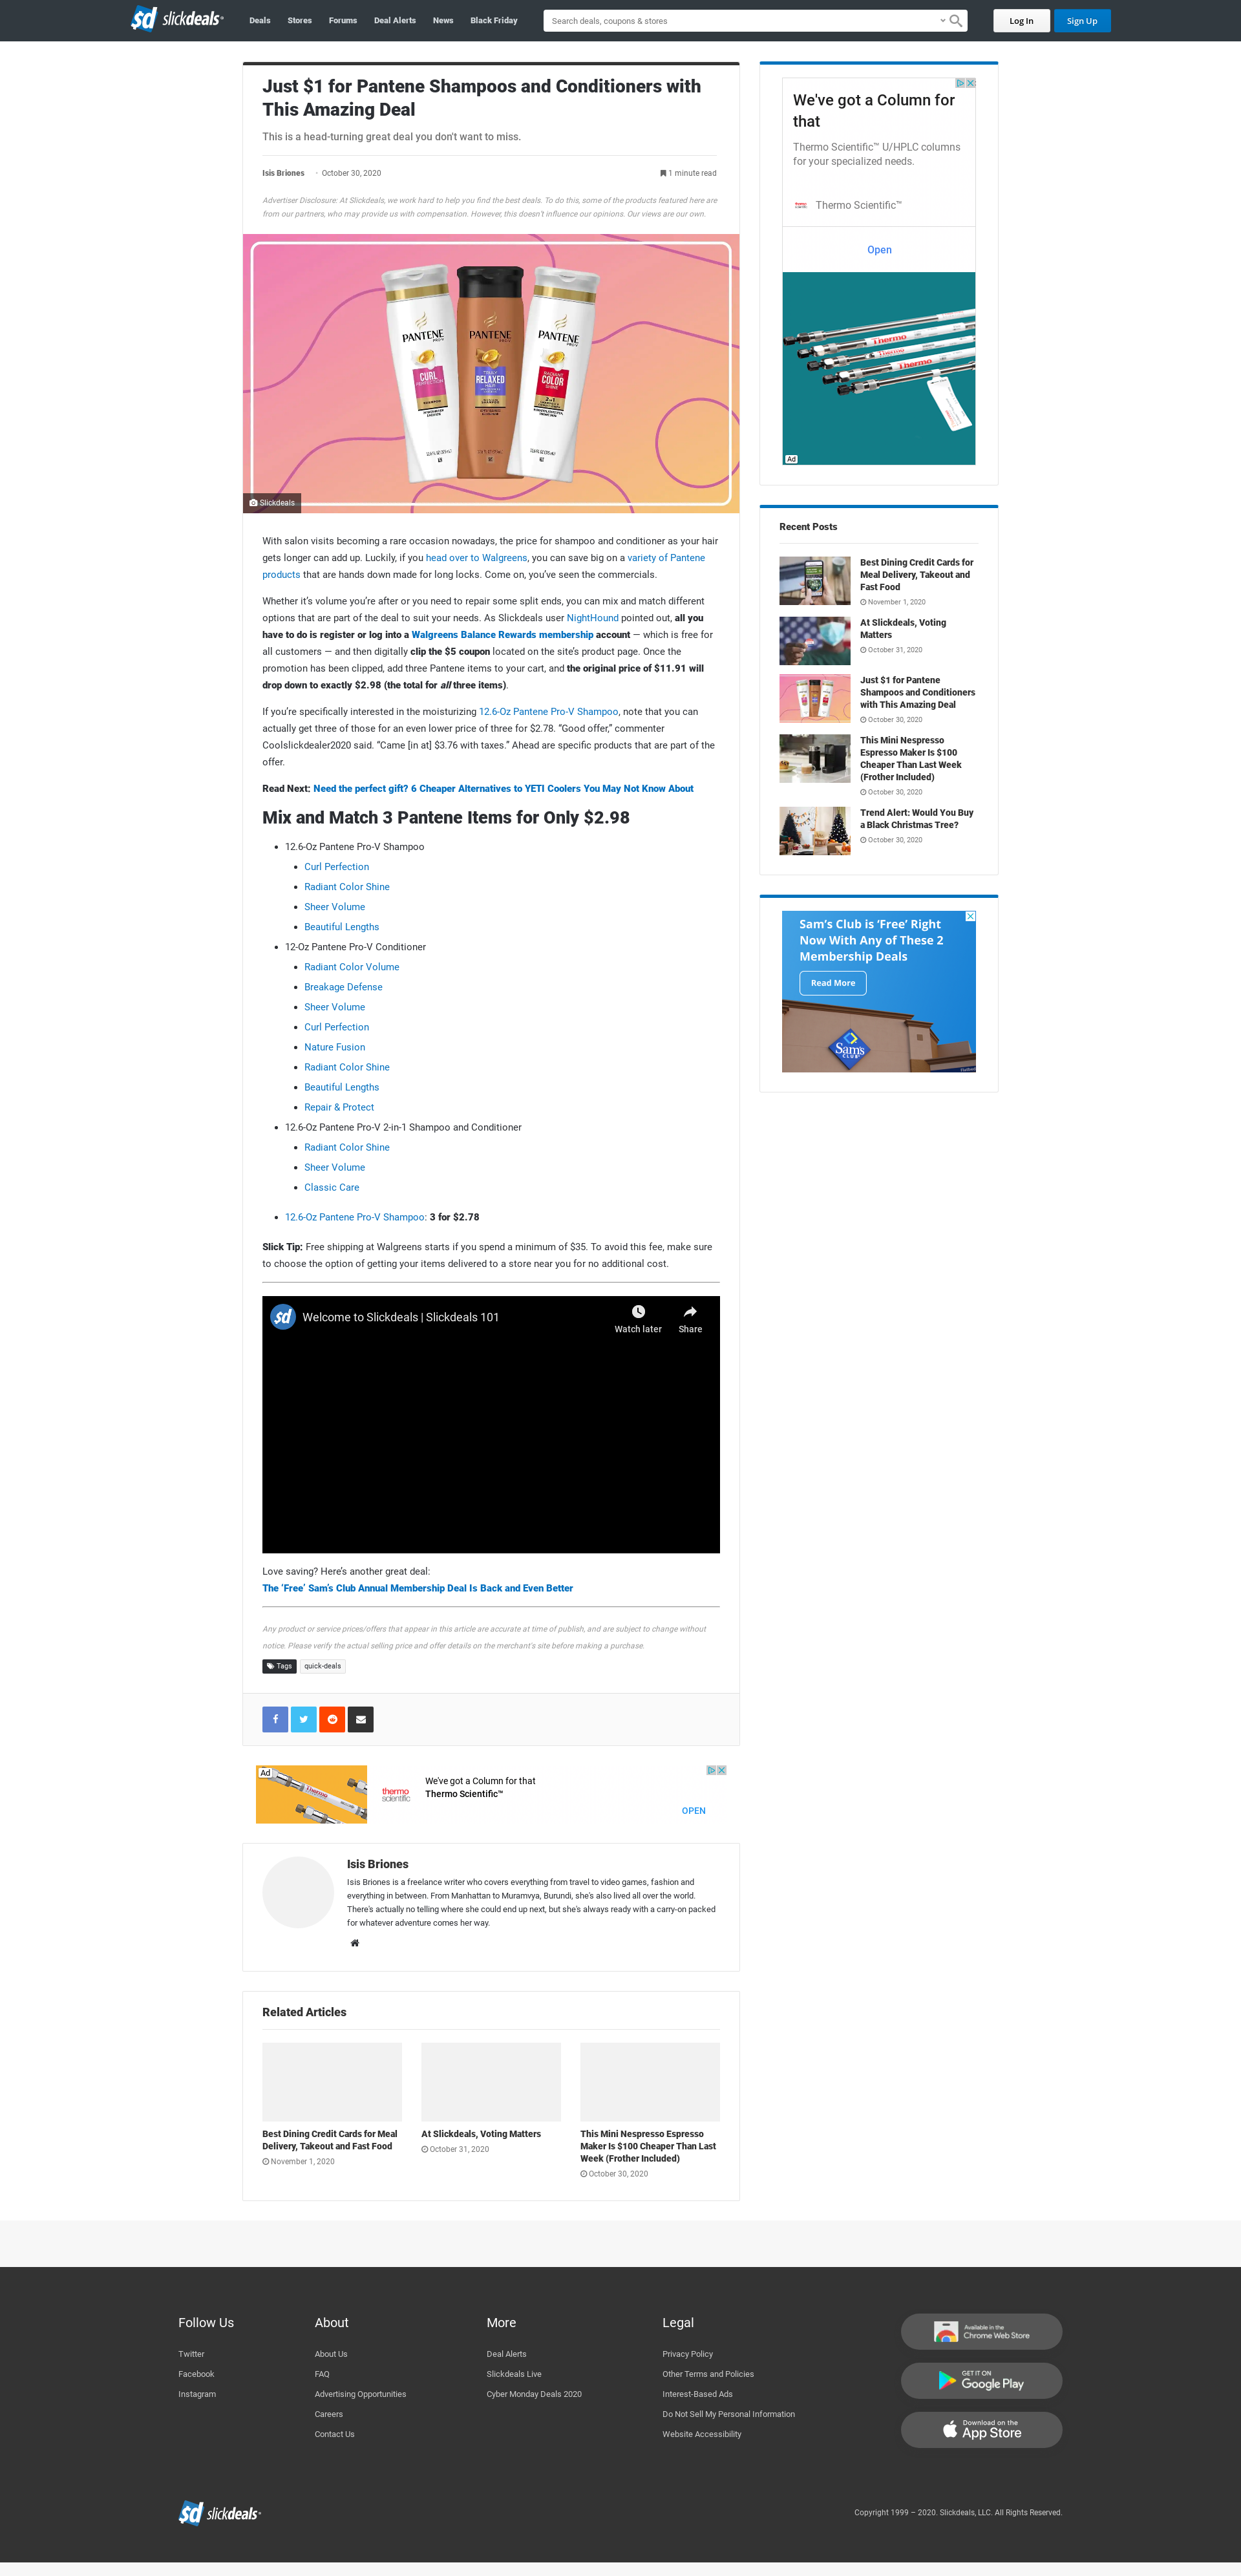 slickdeals
Deals
Stores
Forums
Deal Alerts
News
Black Friday
Search deals, coupons & stores
Log In
Sign Up
Just $1 for Pantene Shampoos and Conditioners with
This Amazing Deal
This is a head-turning great deal you don't want to miss.
Isis Briones · October 30, 2020
1 minute read
Advertiser Disclosure: At Slickdeals, we work hard to help you find the best deals. To do this, some of the products featured here are
from our partners, who may provide us with compensation. However, this doesn't influence our opinions. Our views are our own.
PANTENE
PRO-V
CURL
PERFECTION
SHAMPOO
PANTENE
PRO-V
TRULY
RELAXED
HAIR
PANTENE
PRO-V
RADIANT
COLOR
SHINE
2 in 1
Slickdeals
With salon visits becoming a rare occasion nowadays, the price for shampoo and conditioner as your hair
gets longer can add up. Luckily, if you head over to Walgreens, you can save big on a variety of Pantene
products that are hands down made for long locks. Come on, you've seen the commercials.
Whether it's volume you're after or you need to repair some split ends, you can mix and match different
options that are part of the deal to suit your needs. As Slickdeals user NightHound pointed out, all you
have to do is register or log into a Walgreens Balance Rewards membership account — which is free for
all customers — and then digitally clip the $5 coupon located on the site's product page. Once the
promotion has been clipped, add three Pantene items to your cart, and the original price of $11.91 will
drop down to exactly $2.98 (the total for all three items).
If you're specifically interested in the moisturizing 12.6-Oz Pantene Pro-V Shampoo, note that you can
actually get three of those for an even lower price of three for $2.78. "Good offer," commenter
Coolslickdealer2020 said. "Came [in at] $3.76 with taxes." Ahead are specific products that are part of the
offer.
Read Next: Need the perfect gift? 6 Cheaper Alternatives to YETI Coolers You May Not Know About
Mix and Match 3 Pantene Items for Only $2.98
12.6-Oz Pantene Pro-V Shampoo
Curl Perfection
Radiant Color Shine
Sheer Volume
Beautiful Lengths
12-Oz Pantene Pro-V Conditioner
Radiant Color Volume
Breakage Defense
Sheer Volume
Curl Perfection
Nature Fusion
Radiant Color Shine
Beautiful Lengths
Repair & Protect
12.6-Oz Pantene Pro-V 2-in-1 Shampoo and Conditioner
Radiant Color Shine
Sheer Volume
Classic Care
12.6-Oz Pantene Pro-V Shampoo: 3 for $2.78
Slick Tip: Free shipping at Walgreens starts if you spend a minimum of $35. To avoid this fee, make sure
to choose the option of getting your items delivered to a store near you for no additional cost.
Welcome to Slickdeals | Slickdeals 101
Watch later
Share
Love saving? Here's another great deal:
The 'Free' Sam's Club Annual Membership Deal Is Back and Even Better
Any product or service prices/offers that appear in this article are accurate at time of publish, and are subject to change without
notice. Please verify the actual selling price and offer details on the merchant's site before making a purchase.
Tags
quick-deals
Ad
thermo
scientific
We've got a Column for that
Thermo Scientific™
OPEN
Isis Briones
Isis Briones is a freelance writer who covers everything from travel to video games, fashion and
everything in between. From Manhattan to Muramvya, Burundi, she's also lived all over the world.
There's actually no telling where she could end up next, but she's always ready with a carry-on packed
for whatever adventure comes her way.
Related Articles
Best Dining Credit Cards for Meal
Delivery, Takeout and Fast Food
November 1, 2020
At Slickdeals, Voting Matters
October 31, 2020
This Mini Nespresso Espresso
Maker Is $100 Cheaper Than Last
Week (Frother Included)
October 30, 2020
We've got a Column for
that
Thermo Scientific™ U/HPLC columns
for your specialized needs.
Thermo Scientific™
Open
Thermo
Thermo
Ad
Recent Posts
Best Dining Credit Cards for
Meal Delivery, Takeout and
Fast Food
November 1, 2020
At Slickdeals, Voting
Matters
October 31, 2020
Just $1 for Pantene
Shampoos and Conditioners
with This Amazing Deal
October 30, 2020
This Mini Nespresso
Espresso Maker Is $100
Cheaper Than Last Week
(Frother Included)
October 30, 2020
Trend Alert: Would You Buy
a Black Christmas Tree?
October 30, 2020
Sam's Club is 'Free' Right
Now With Any of These 2
Membership Deals
Read More
Sam's
CLUB
Follow Us
Twitter
Facebook
Instagram
About
About Us
FAQ
Advertising Opportunities
Careers
Contact Us
More
Deal Alerts
Slickdeals Live
Cyber Monday Deals 2020
Legal
Privacy Policy
Other Terms and Policies
Interest-Based Ads
Do Not Sell My Personal Information
Website Accessibility
Available in the
Chrome Web Store
GET IT ON
Google Play
Download on the
App Store
slickdeals
Copyright 1999 – 2020. Slickdeals, LLC. All Rights Reserved.